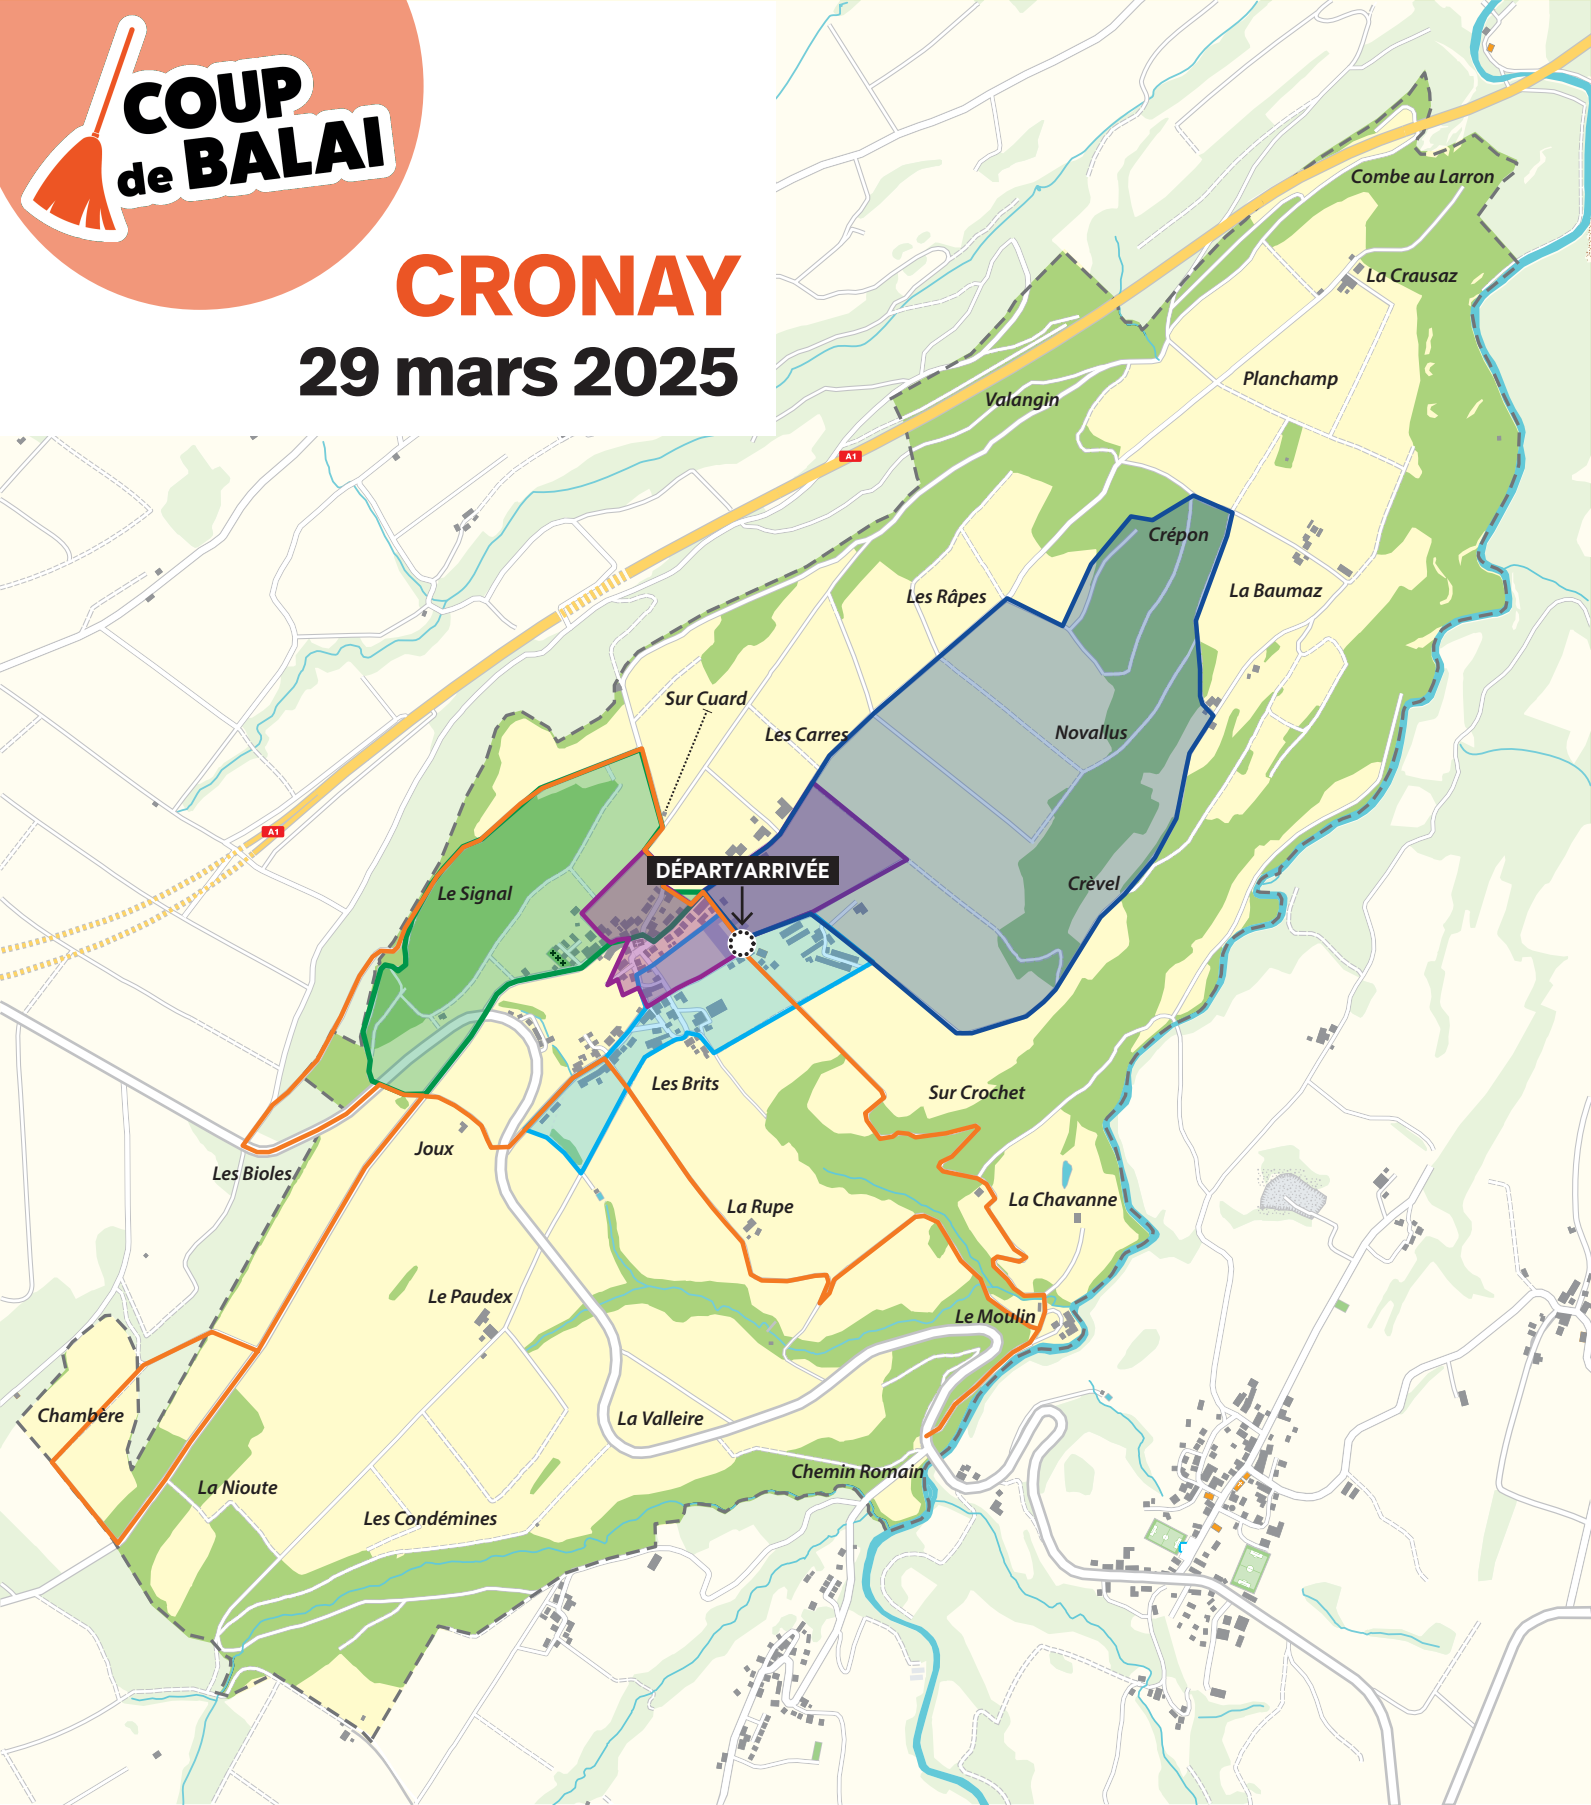 COUP
de BALAI
CRONAY
29 mars 2025
Combe au Larron
La Crausaz
Planchamp
Valangin
A1
Crépon
La Baumaz
Les Râpes
Sur Cuard
Les Carres
Novallus
A1
DÉPART/ARRIVÉE
Le Signal
Crèvel
Les Brits
Sur Crochet
Joux
Les Bioles
La Chavanne
La Rupe
Le Paudex
Le Moulin
Chambère
La Valleire
Chemin Romain
La Nioute
Les Condémines